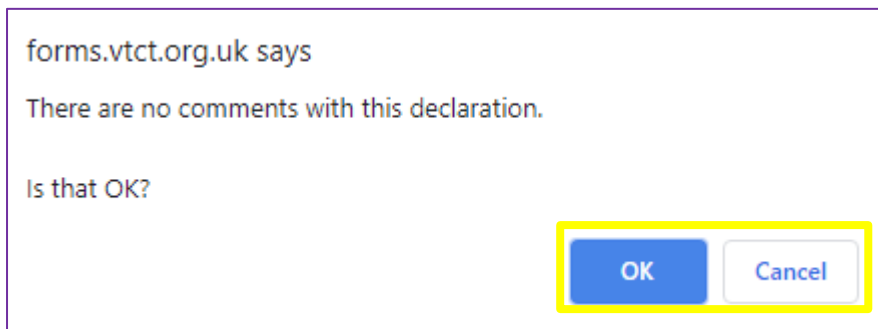 forms.vtct.org.uk says
There are no comments with this declaration.
Is that OK?
OK Cancel